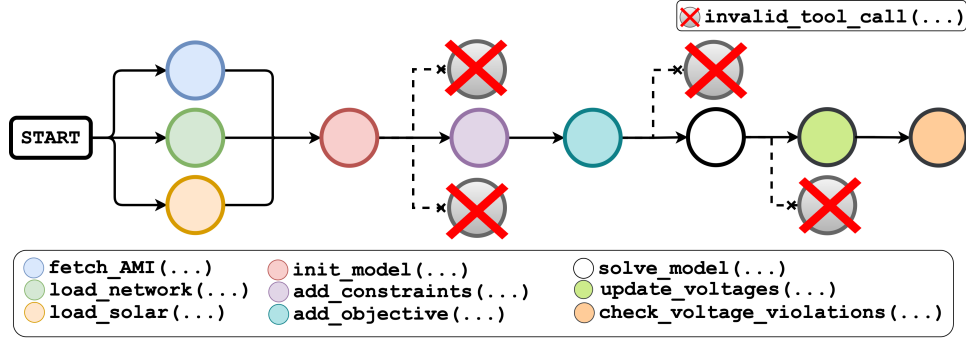 invalid_tool_call(...)
START
fetch_AMI(...)
load_network(...)
load_solar(...)
init_model(...)
add_constraints(...)
add_objective(...)
solve_model(...)
update_voltages(...)
check_voltage_violations(...)